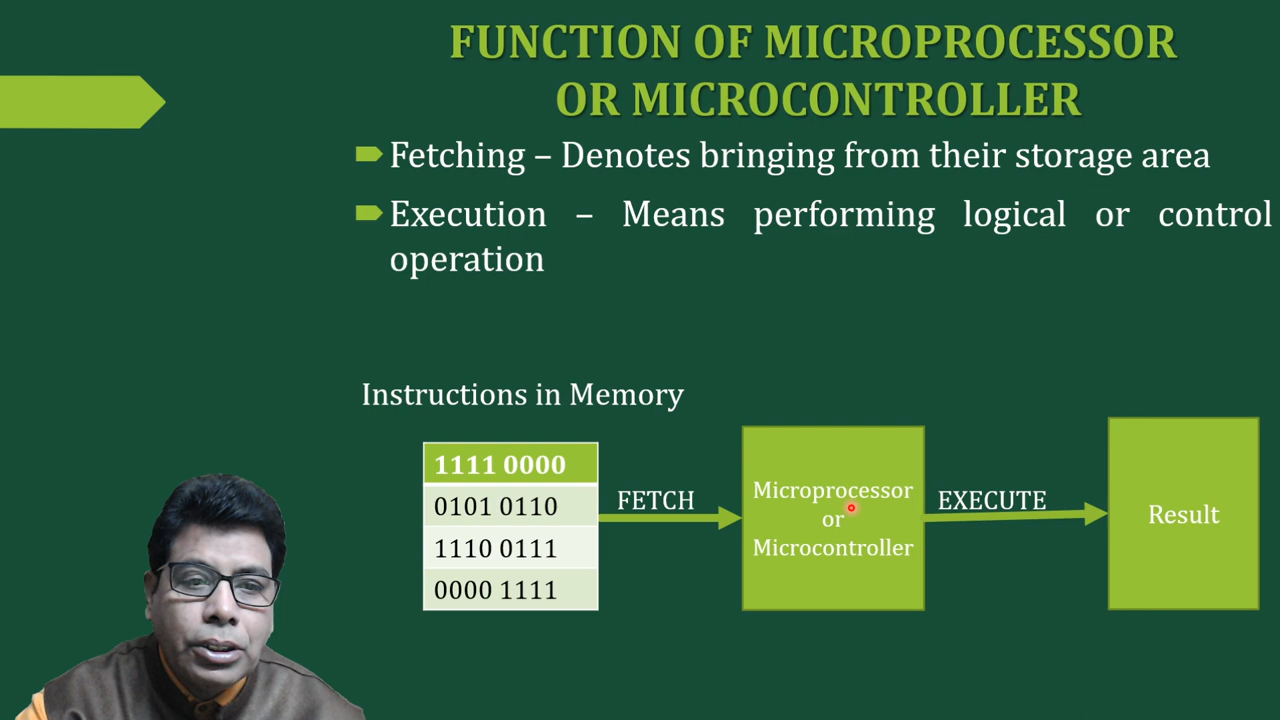 FUNCTION OF MICROPROCESSOR
OR MICROCONTROLLER
Fetching – Denotes bringing from their storage area
Execution – Means performing logical or control
operation
Instructions in Memory
1111 0000
0101 0110
1110 0111
0000 1111
FETCH
Microprocessor
or
Microcontroller
EXECUTE
Result